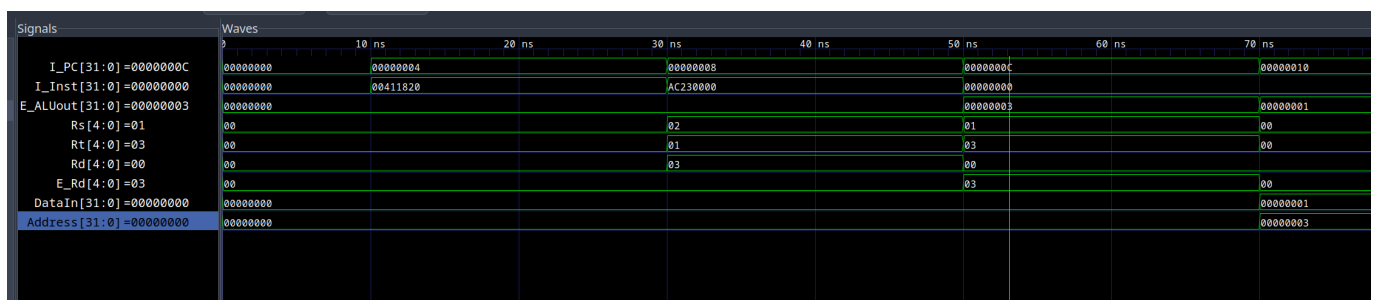 Signals Waves
0 10 ns 20 ns 30 ns 40 ns 50 ns 60 ns 70 ns
I_PC[31:0]=0000000C 00000000 00000004 00000008 0000000C 00000010
I_Inst[31:0]=00000000 00000000 00411820 AC230000 00000000
E_ALUout[31:0]=00000003 00000000 00000003 00000001
Rs[4:0]=01 00 02 01 00
Rt[4:0]=03 00 01 03 00
Rd[4:0]=00 00 03 00
E_Rd[4:0]=03 00 03 00
DataIn[31:0]=00000000 00000000 00000001
Address[31:0]=00000000 00000000 00000003